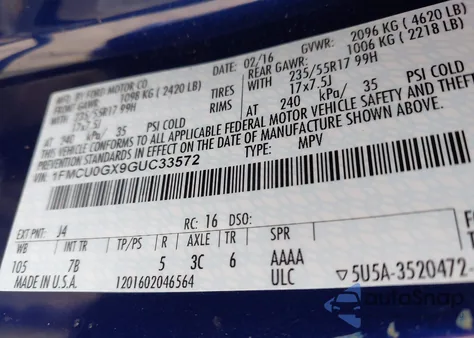 MFD. BY FORD MOTOR CO.
DATE: 02/16 GVWR: 2096 KG ( 4620 LB)
FRONT GAWR: 1098 KG ( 2420 LB)
REAR GAWR: 1006 KG ( 2218 LB)
WITH 235/55R17 99H TIRES WITH 235/55R17 99H
17x7.5J RIMS 17x7.5J
AT 240 kPa/ 35 PSI COLD AT 240 kPa/ 35 PSI COLD
THIS VEHICLE CONFORMS TO ALL APPLICABLE FEDERAL MOTOR VEHICLE SAFETY AND THEFT
PREVENTION STANDARDS IN EFFECT ON THE DATE OF MANUFACTURE SHOWN ABOVE.
VIN: 1FMCU0GX9GUC33572 TYPE: MPV
EXT PNT: J4 RC: 16 DSO:
WB INT TR TP/PS R AXLE TR SPR
105 7B 5 3C 6 AAAA
MADE IN U.S.A. 1201602046564 ULC ▽5U5A-3520472-
AutoSnap